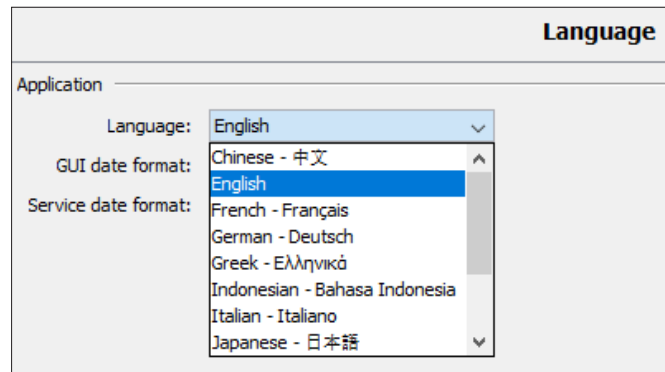 Language
Application
Language: English
Chinese - 中文
GUI date format:
English
Service date format:
French - Français
German - Deutsch
Greek - Ελληνικά
Indonesian - Bahasa Indonesia
Italian - Italiano
Japanese - 日本語